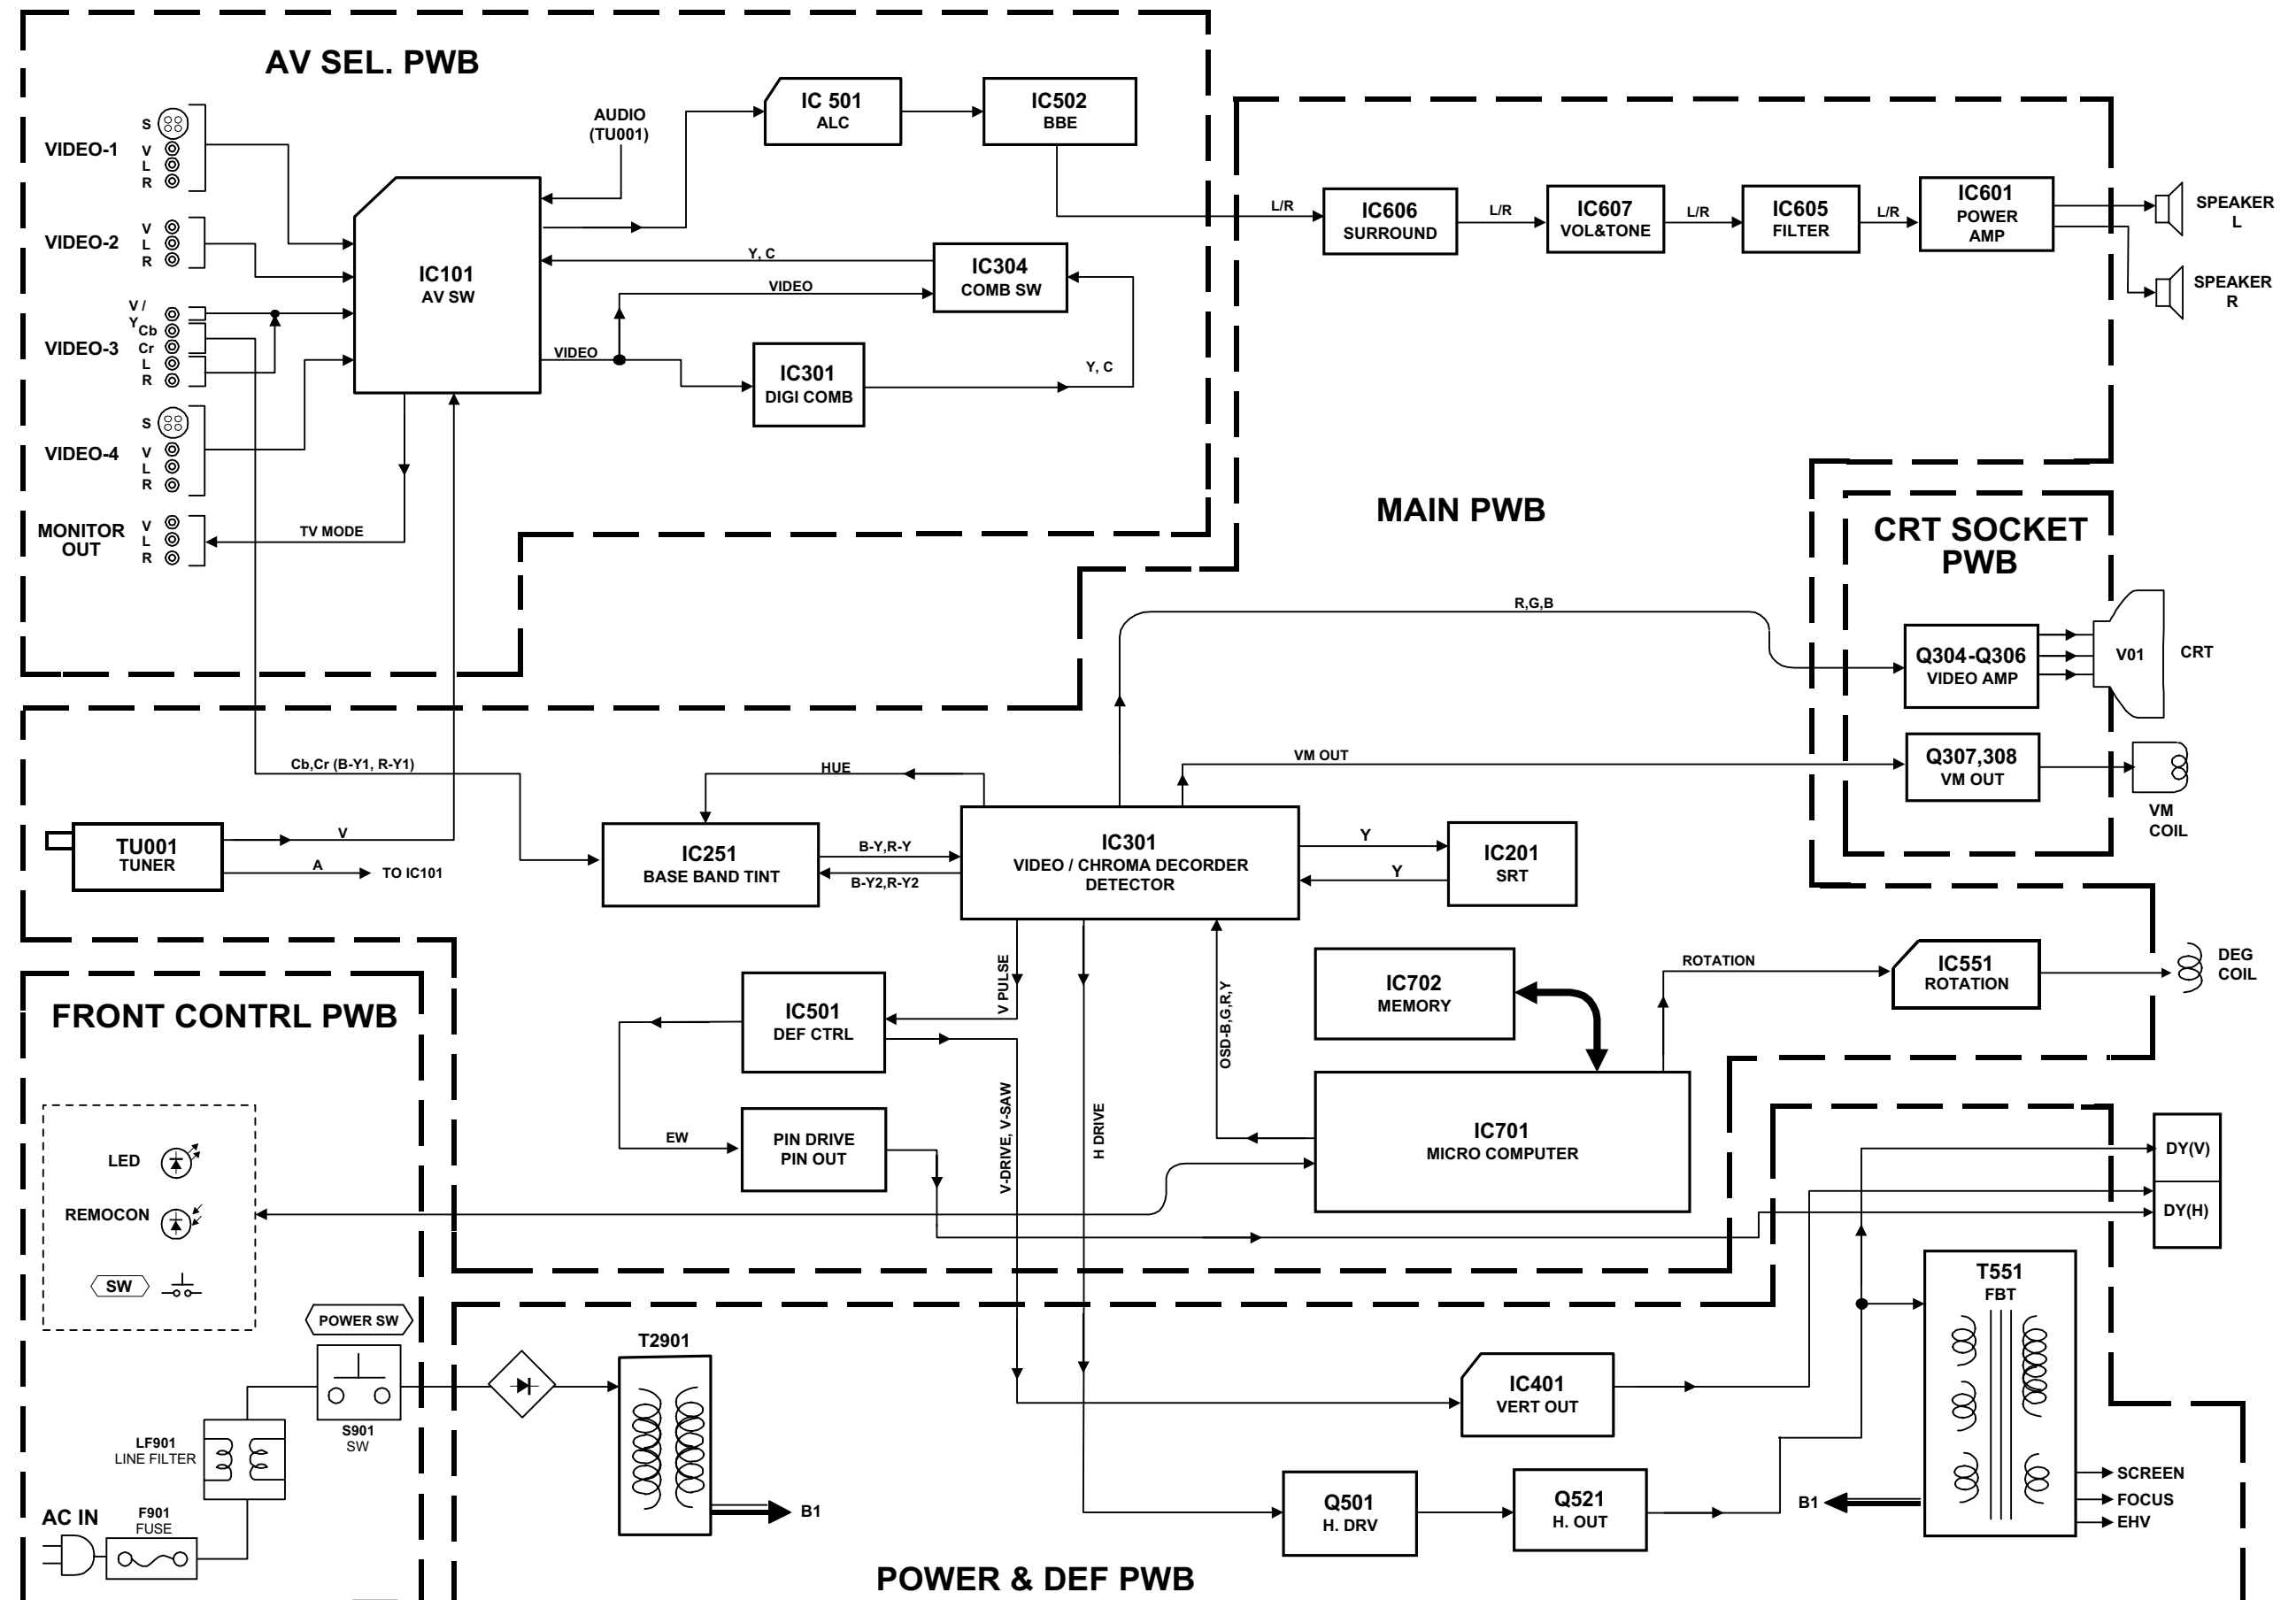 AV SEL. PWB
VIDEO-1
S
V
L
R
VIDEO-2
V
L
R
VIDEO-3
V /
Y
Cb
Cr
L
R
VIDEO-4
S
V
L
R
MONITOR
OUT
V
L
R
TV MODE
IC101
AV SW
AUDIO
(TU001)
IC 501
ALC
IC502
BBE
Y, C
VIDEO
IC304
COMB SW
VIDEO
IC301
DIGI COMB
Y, C
MAIN PWB
L/R
IC606
SURROUND
L/R
IC607
VOL&TONE
L/R
IC605
FILTER
L/R
IC601
POWER
AMP
SPEAKER
L
SPEAKER
R
CRT SOCKET
PWB
R,G,B
Q304-Q306
VIDEO AMP
V01
CRT
VM OUT
Q307,308
VM OUT
VM
COIL
Cb,Cr (B-Y1, R-Y1)
HUE
TU001
TUNER
V
A
TO IC101
IC251
BASE BAND TINT
B-Y,R-Y
B-Y2,R-Y2
IC301
VIDEO / CHROMA DECORDER
DETECTOR
Y
Y
IC201
SRT
V PULSE
IC501
DEF CTRL
OSD-B,G,R,Y
IC702
MEMORY
ROTATION
IC551
ROTATION
DEG
COIL
EW
PIN DRIVE
PIN OUT
V-DRIVE, V-SAW
H DRIVE
IC701
MICRO COMPUTER
DY(V)
DY(H)
FRONT CONTRL PWB
LED
REMOCON
SW
POWER SW
S901
SW
LF901
LINE FILTER
AC IN
F901
FUSE
T2901
B1
IC401
VERT OUT
Q501
H. DRV
Q521
H. OUT
T551
FBT
B1
SCREEN
FOCUS
EHV
POWER & DEF PWB